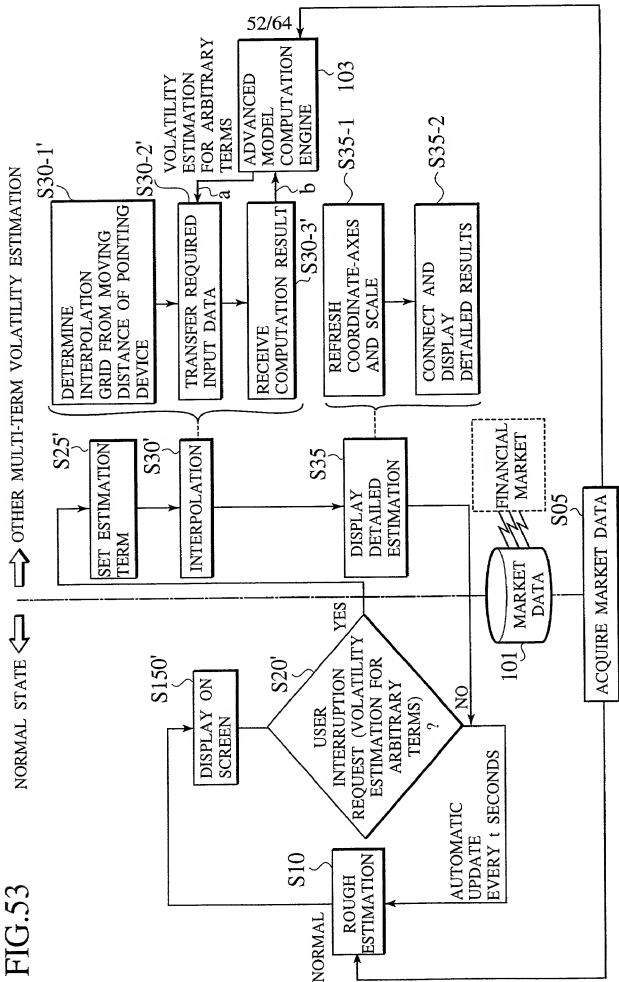 FIG.53
NORMAL STATE
OTHER MULTI-TERM VOLATILITY ESTIMATION
S10
NORMAL
ROUGH
ESTIMATION
S150'
DISPLAY ON
SCREEN
S20'
USER
INTERRUPTION
REQUEST (VOLATILITY
ESTIMATION FOR
ARBITRARY
TERMS)
?
YES
NO
AUTOMATIC
UPDATE
EVERY t SECONDS
S25'
SET ESTIMATION
TERM
S30'
INTERPOLATION
S35
DISPLAY
DETAILED
ESTIMATION
S30-1'
DETERMINE
INTERPOLATION
GRID FROM MOVING
DISTANCE OF POINTING
DEVICE
S30-2'
TRANSFER REQUIRED
INPUT DATA
RECEIVE
COMPUTATION RESULT
S30-3'
VOLATILITY
ESTIMATION
FOR ARBITRARY
TERMS
a
b
52/64
ADVANCED
MODEL
COMPUTATION
ENGINE
103
S35-1
REFRESH
COORDINATE-AXES
AND SCALE
S35-2
CONNECT AND
DISPLAY
DETAILED RESULTS
MARKET
DATA
101
FINANCIAL
MARKET
S05
ACQUIRE MARKET DATA